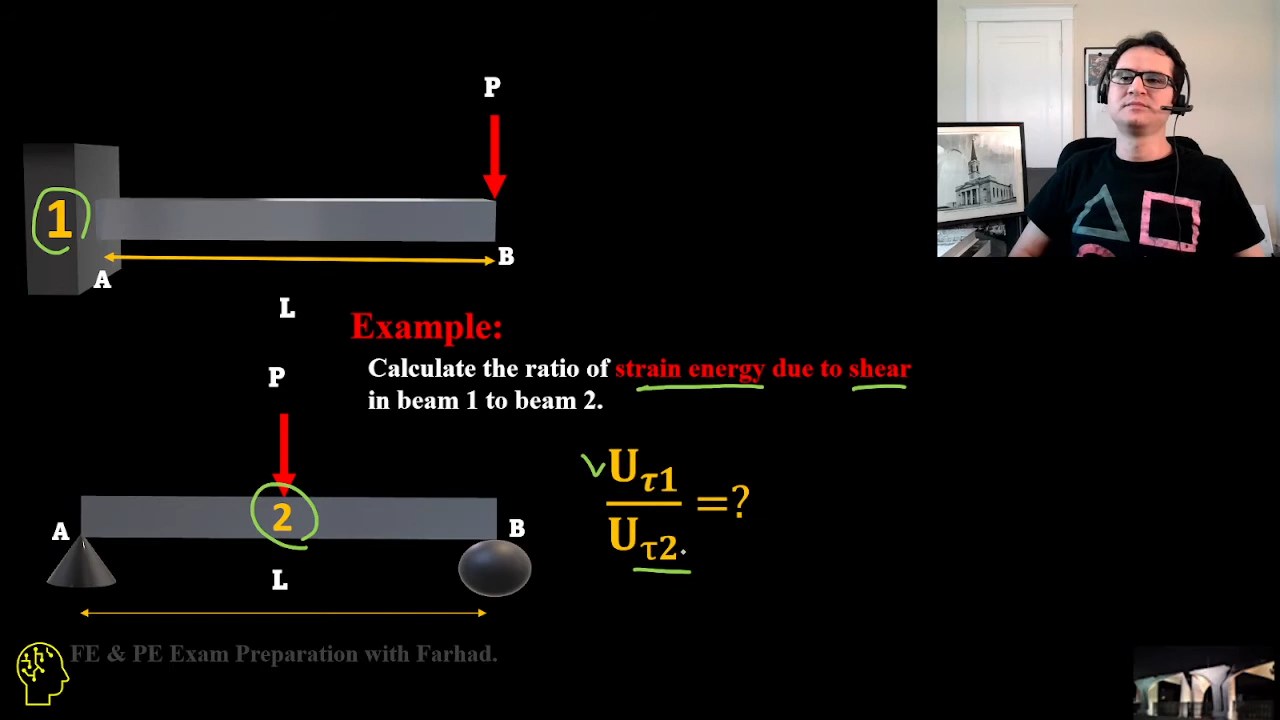 P
1
A
B
L
Example:
Calculate the ratio of strain energy due to shear
in beam 1 to beam 2.
P
Uτ1
Uτ2
=?
A
2
B
L
FE & PE Exam Preparation with Farhad.